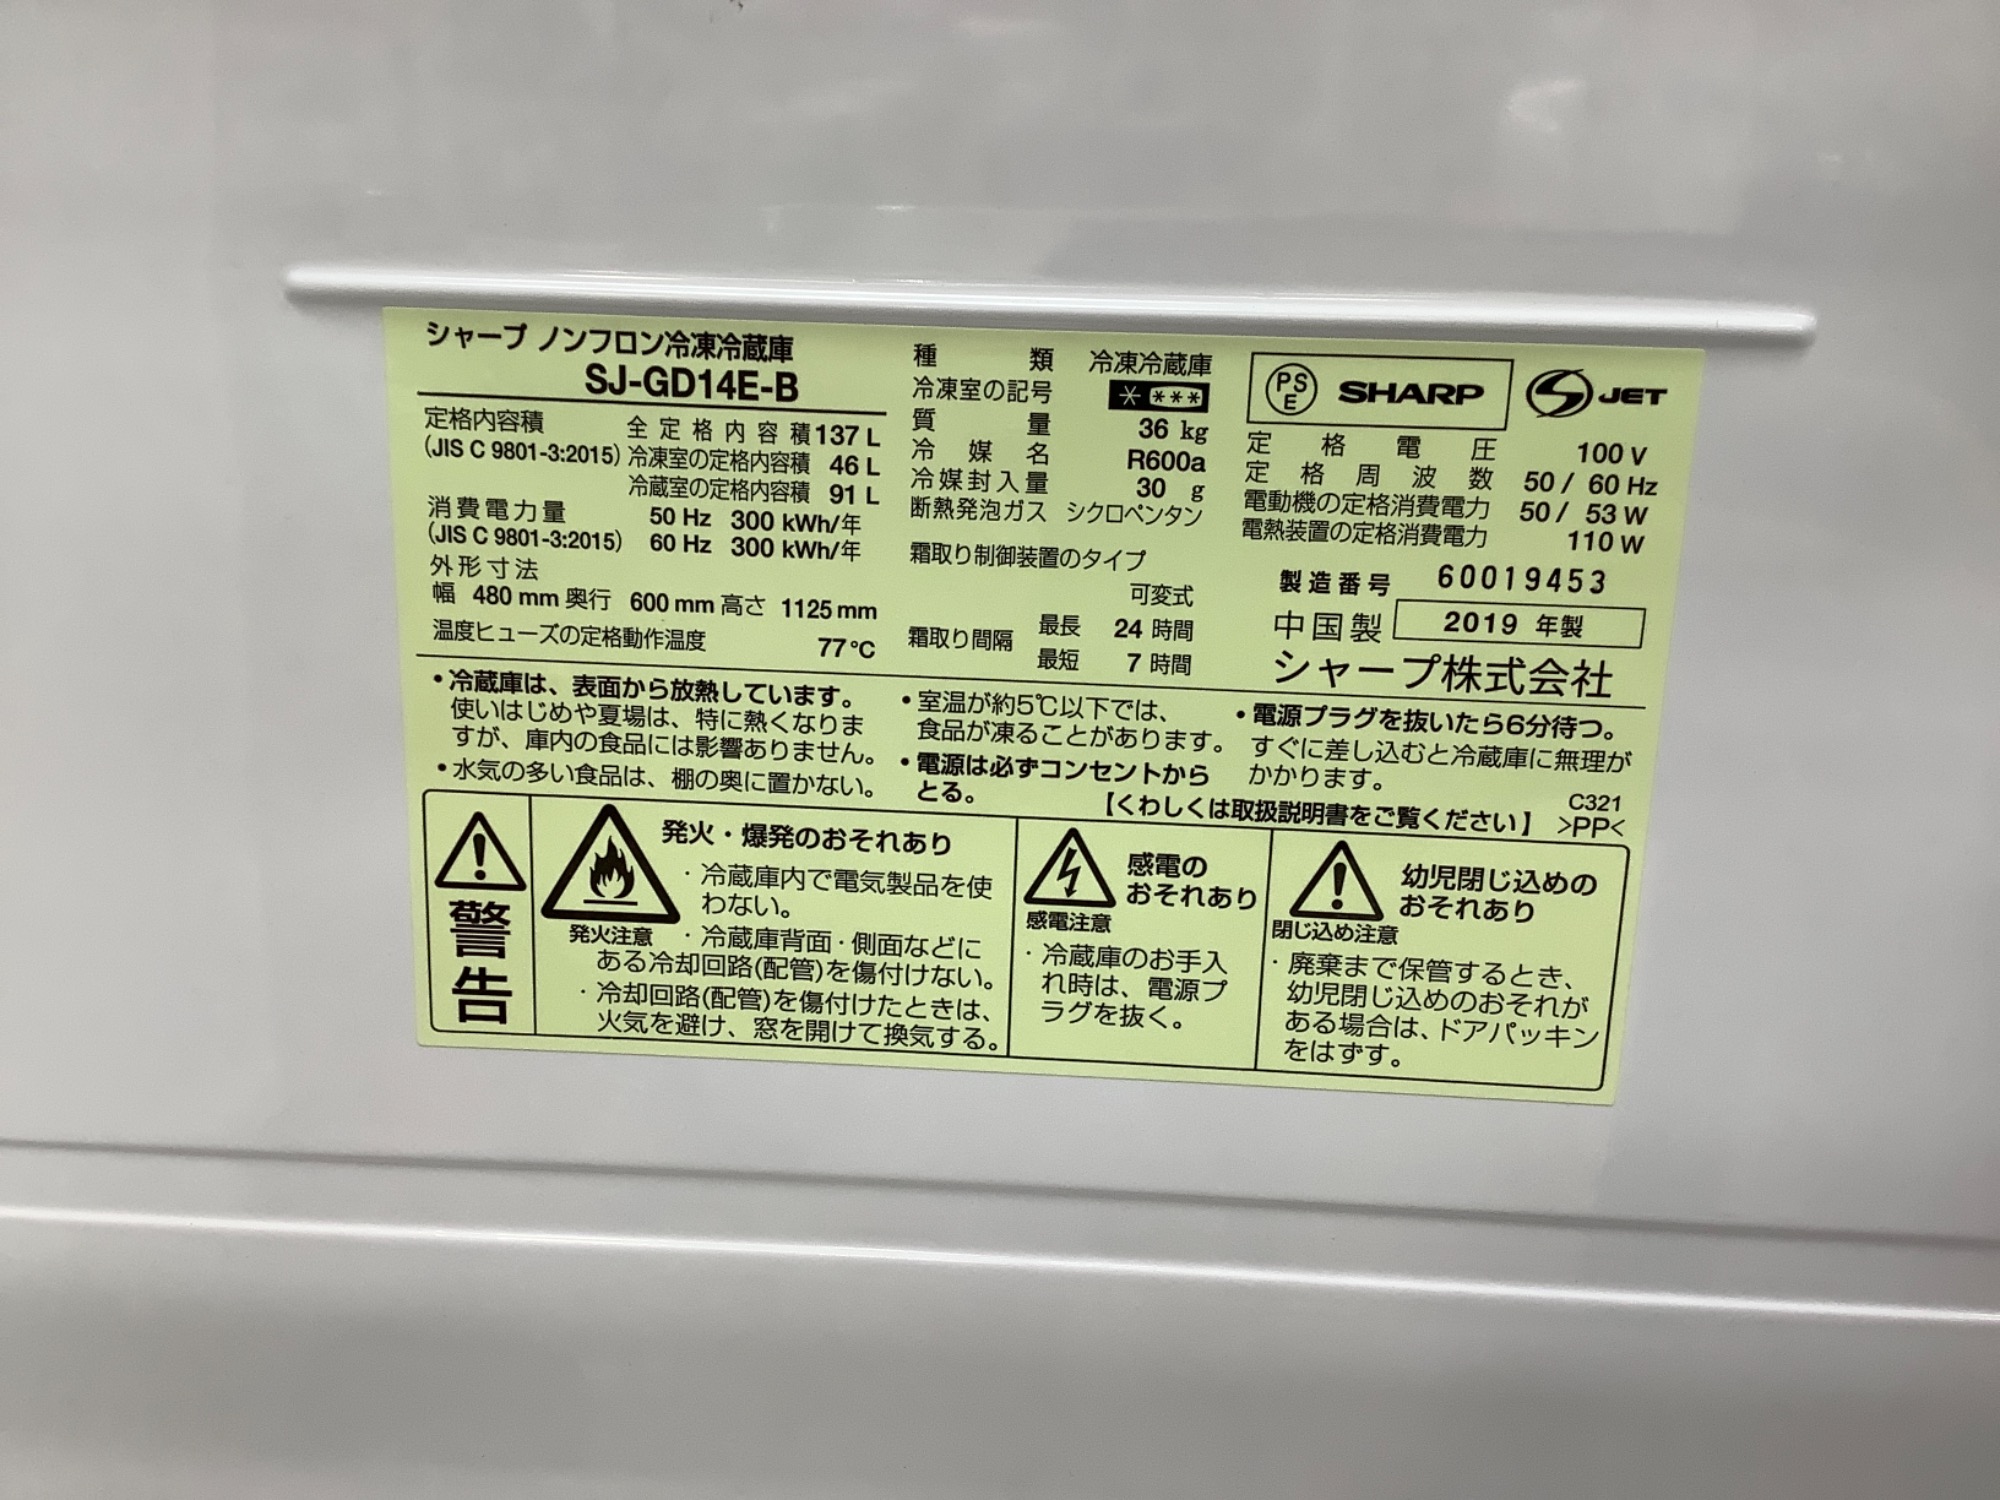 シャープ ノンフロン冷凍冷蔵庫
SJ-GD14E-B
定格内容積 全定格内容積 137 L
(JIS C 9801-3:2015) 冷凍室の定格内容積 46 L
冷蔵室の定格内容積 91 L
消費電力量 50 Hz 300 kWh/年
(JIS C 9801-3:2015) 60 Hz 300 kWh/年
外形寸法
幅 480 mm 奥行 600 mm 高さ 1125 mm
温度ヒューズの定格動作温度 77℃
種類 冷凍冷蔵庫
冷凍室の記号 * ***
質量 36 kg
冷媒名 R600a
冷媒封入量 30 g
断熱発泡ガス シクロペンタン
霜取り制御装置のタイプ
可変式
霜取り間隔 最長 24 時間
最短 7 時間
PSE SHARP S JET
定格電圧 100 V
定格周波数 50 / 60 Hz
電動機の定格消費電力 50 / 53 W
電熱装置の定格消費電力 110 W
製造番号 60019453
中国製 2019 年製
シャープ株式会社
・冷蔵庫は、表面から放熱しています。
使いはじめや夏場は、特に熱くなりま
すが、庫内の食品には影響ありません。
・水気の多い食品は、棚の奥に置かない。
・室温が約5℃以下では、
食品が凍ることがあります。
・電源は必ずコンセントから
とる。
・電源プラグを抜いたら6分待つ。
すぐに差し込むと冷蔵庫に無理が
かかります。
【くわしくは取扱説明書をご覧ください】
C321
>PP<
警告
発火・爆発のおそれあり
発火注意
・冷蔵庫内で電気製品を使
わない。
・冷蔵庫背面・側面などに
ある冷却回路(配管)を傷付けない。
・冷却回路(配管)を傷付けたときは、
火気を避け、窓を開けて換気する。
感電の
おそれあり
感電注意
・冷蔵庫のお手入
れ時は、電源プ
ラグを抜く。
幼児閉じ込めの
おそれあり
閉じ込め注意
・廃棄まで保管するとき、
幼児閉じ込めのおそれが
ある場合は、ドアパッキン
をはずす。